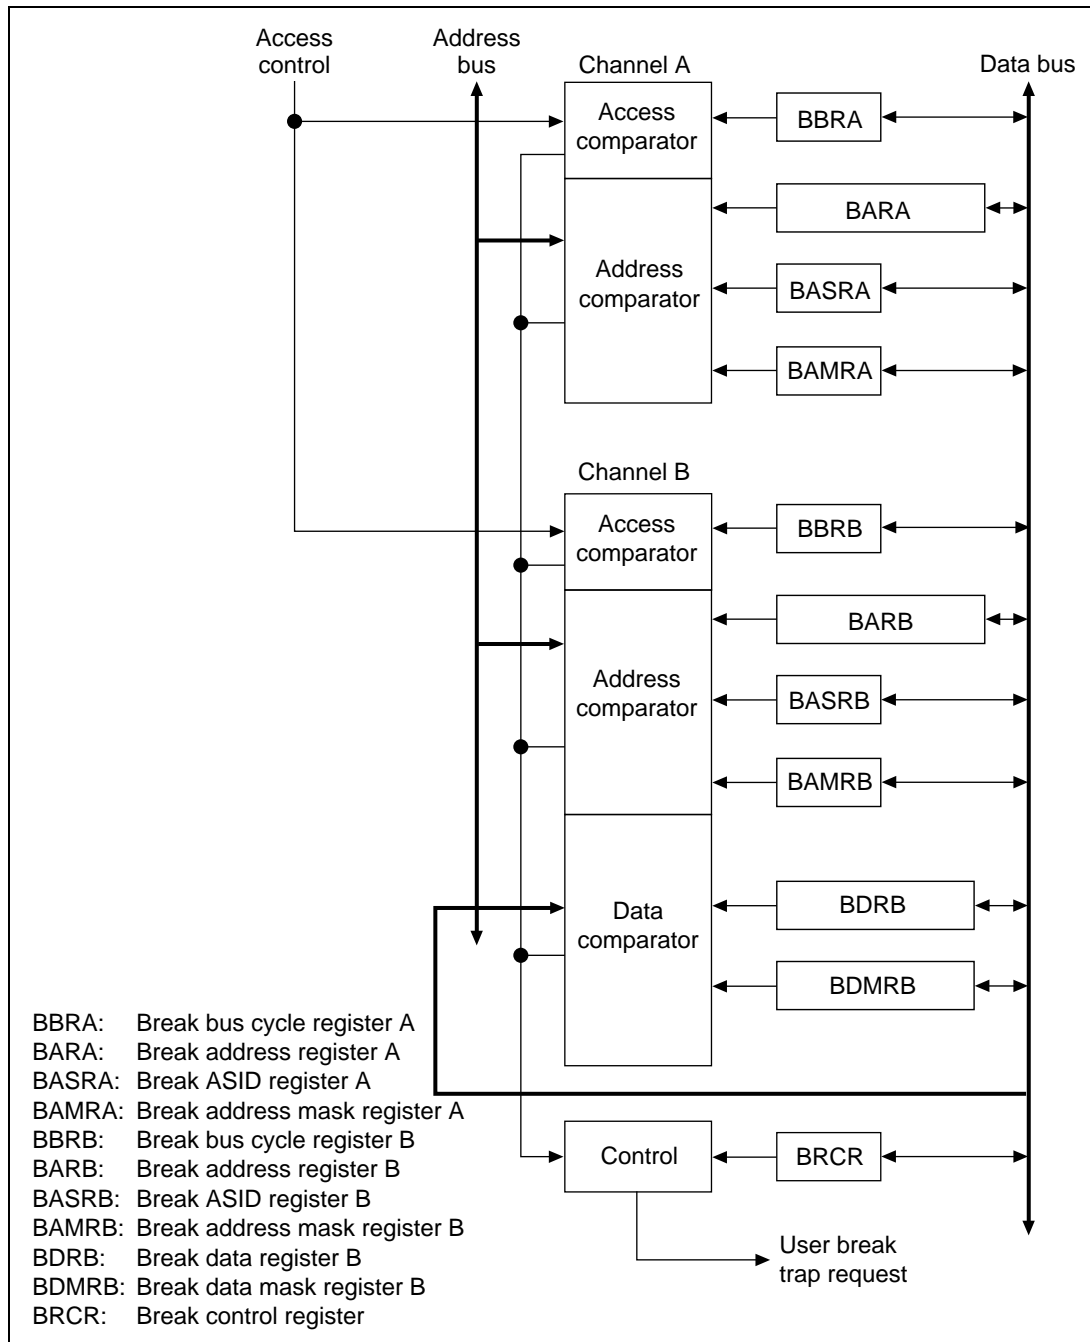 Access
control
Address
bus
Channel A
Data bus
Access
comparator
BBRA
BARA
Address
comparator
BASRA
BAMRA
Channel B
Access
comparator
BBRB
BARB
Address
comparator
BASRB
BAMRB
Data
comparator
BDRB
BDMRB
Control
BRCR
User break
trap request
BBRA: Break bus cycle register A
BARA: Break address register A
BASRA: Break ASID register A
BAMRA: Break address mask register A
BBRB: Break bus cycle register B
BARB: Break address register B
BASRB: Break ASID register B
BAMRB: Break address mask register B
BDRB: Break data register B
BDMRB: Break data mask register B
BRCR: Break control register